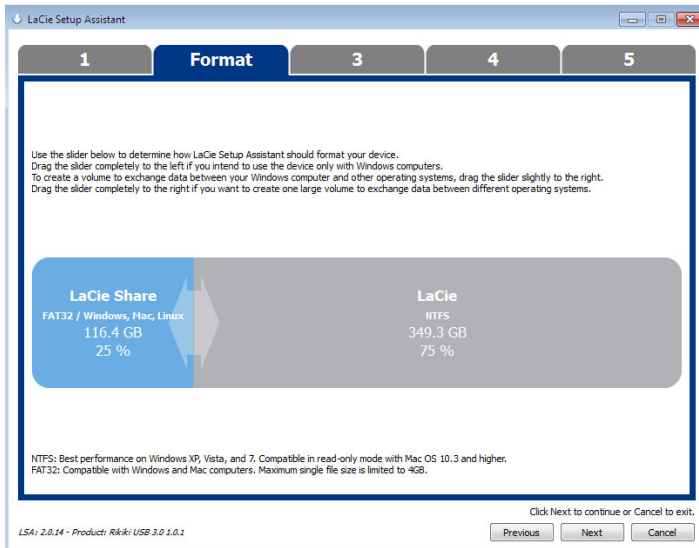 LaCie Setup Assistant
1 Format 3 4 5
Use the slider below to determine how LaCie Setup Assistant should format your device.
Drag the slider completely to the left if you intend to use the device only with Windows computers.
To create a volume to exchange data between your Windows computer and other operating systems, drag the slider slightly to the right.
Drag the slider completely to the right if you want to create one large volume to exchange data between different operating systems.
LaCie Share
FAT32 / Windows, Mac, Linux
116.4 GB
25 %
LaCie
NTFS
349.3 GB
75 %
NTFS: Best performance on Windows XP, Vista, and 7. Compatible in read-only mode with Mac OS 10.3 and higher.
FAT32: Compatible with Windows and Mac computers. Maximum single file size is limited to 4GB.
Click Next to continue or Cancel to exit.
LSA: 2.0.14 - Product: Rikiki USB 3.0 1.0.1
Previous Next Cancel